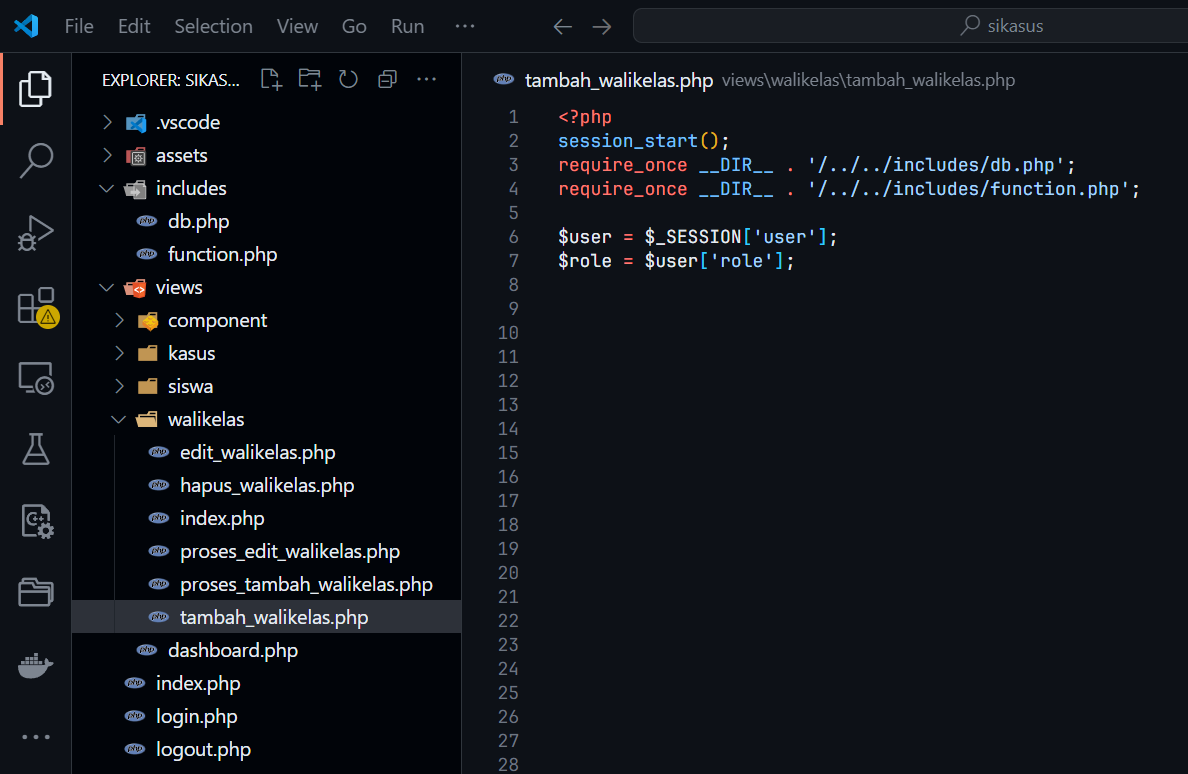 File Edit Selection View Go Run ··· sikasus
EXPLORER: SIKAS...
.vscode
assets
includes
db.php
function.php
views
component
kasus
siswa
walikelas
edit_walikelas.php
hapus_walikelas.php
index.php
proses_edit_walikelas.php
proses_tambah_walikelas.php
tambah_walikelas.php
dashboard.php
index.php
login.php
logout.php
tambah_walikelas.php views\walikelas\tambah_walikelas.php
1 <?php
2 session_start();
3 require_once __DIR__ . '/../../includes/db.php';
4 require_once __DIR__ . '/../../includes/function.php';
5
6 $user = $_SESSION['user'];
7 $role = $user['role'];
8
9
10
11
12
13
14
15
16
17
18
19
20
21
22
23
24
25
26
27
28